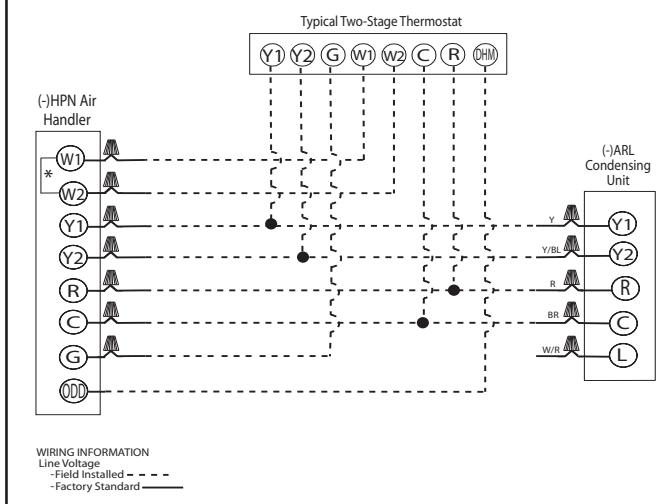 Typical Two-Stage Thermostat
Y1 Y2 G W1 W2 C R DHM
(-)HPN Air
Handler
W1
*
W2
Y1
Y2
R
C
G
ODD
(-)ARL
Condensing
Unit
Y Y1
Y/BL Y2
R R
BR C
W/R L
WIRING INFORMATION
Line Voltage
-Field Installed
-Factory Standard